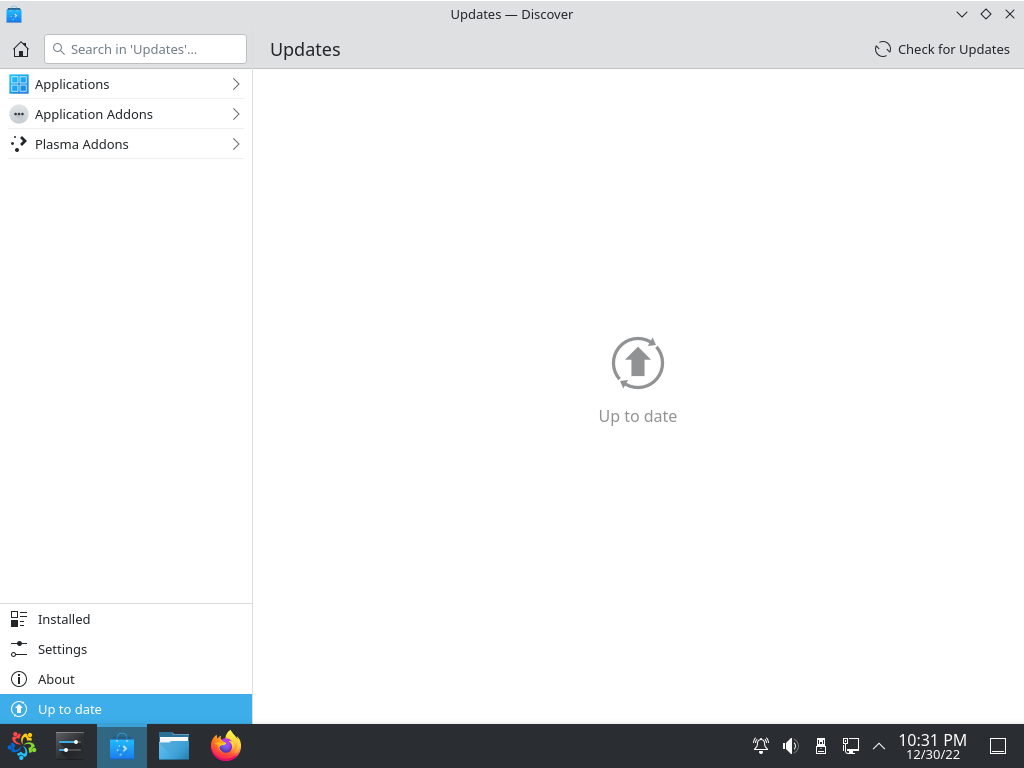 Updates — Discover
Search in 'Updates'...
Updates
Check for Updates
Applications
Application Addons
Plasma Addons
Up to date
Installed
Settings
About
Up to date
10:31 PM
12/30/22